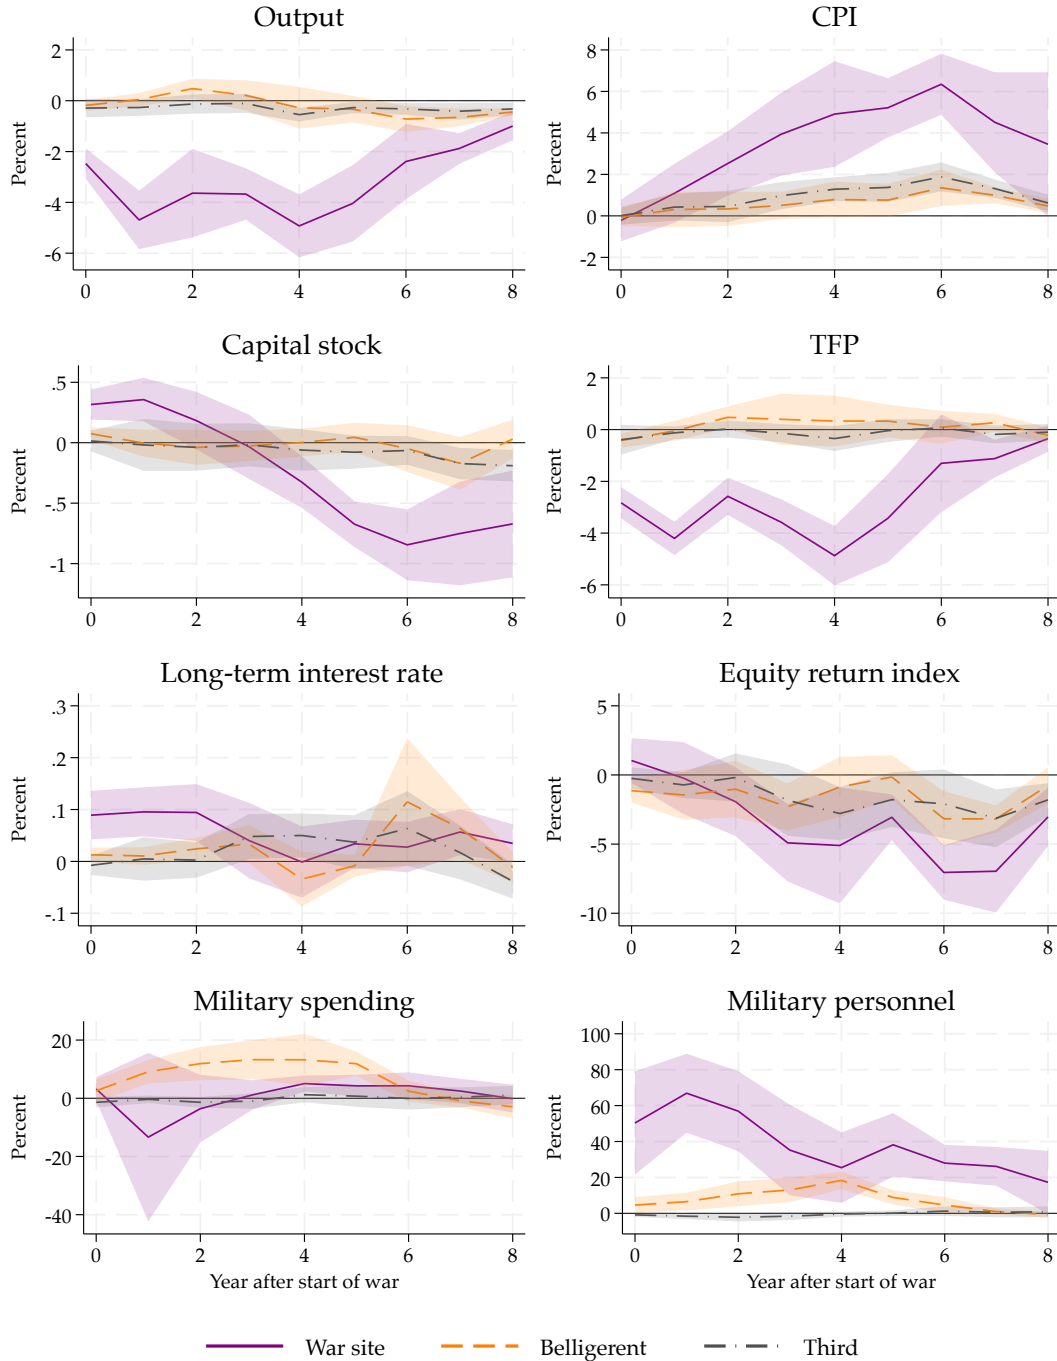 Output
CPI
Percent
2
0
-2
-4
-6
0 2 4 6 8
Percent
8
6
4
2
0
-2
0 2 4 6 8
Capital stock
TFP
Percent
.5
0
-.5
-1
0 2 4 6 8
Percent
2
0
-2
-4
-6
0 2 4 6 8
Long-term interest rate
Equity return index
Percent
.3
.2
.1
0
-.1
0 2 4 6 8
Percent
5
0
-5
-10
0 2 4 6 8
Military spending
Military personnel
Percent
20
0
-20
-40
0 2 4 6 8
Year after start of war
Percent
100
80
60
40
20
0
0 2 4 6 8
Year after start of war
War site Belligerent Third